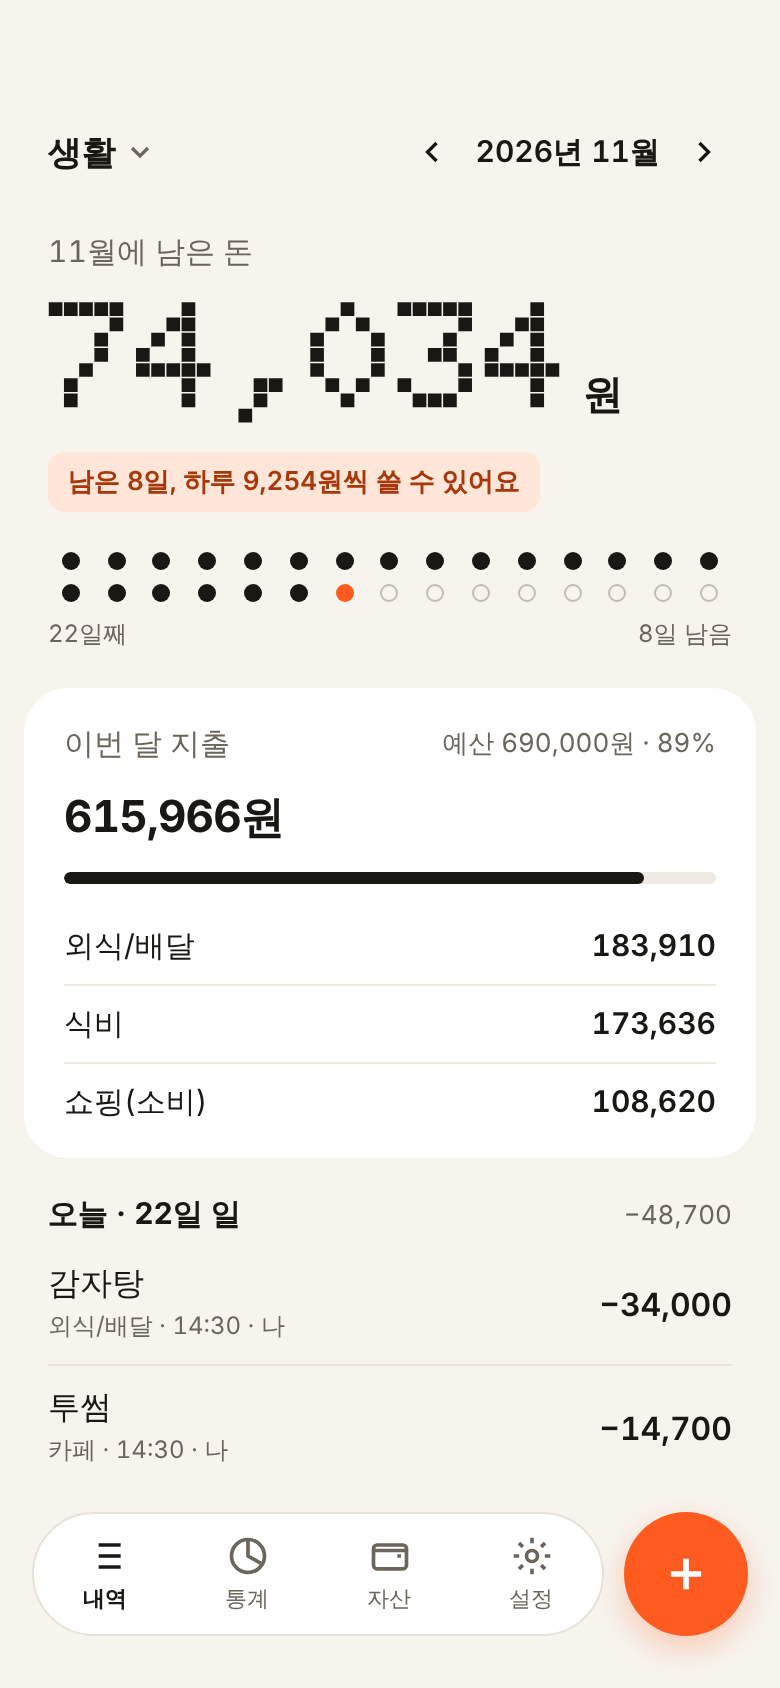 생활
2026년 11월
11월에 남은 돈
74,034 원
남은 8일, 하루 9,254원씩 쓸 수 있어요
22일째 8일 남음
이번 달 지출 예산 690,000원 · 89%
615,966원
외식/배달 183,910
식비 173,636
쇼핑(소비) 108,620
오늘 · 22일 일 −48,700
감자탕
외식/배달 · 14:30 · 나 −34,000
투썸
카페 · 14:30 · 나 −14,700
내역 통계 자산 설정